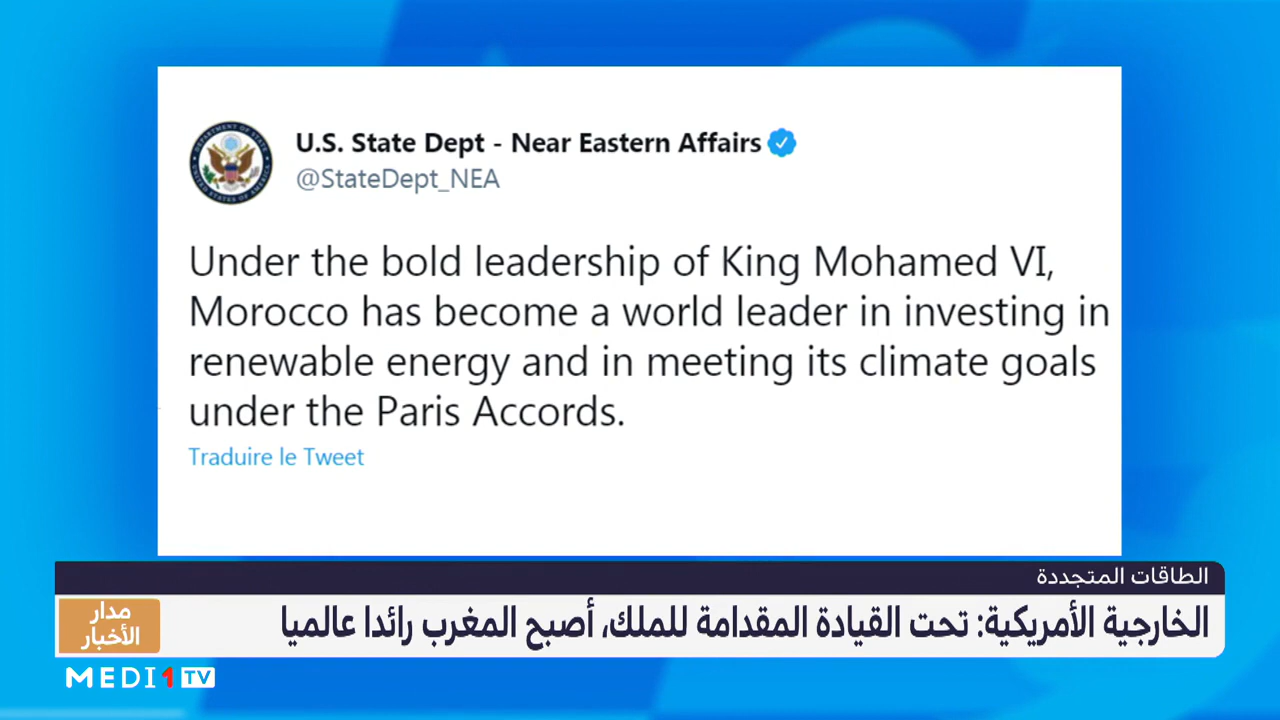 U.S. State Dept - Near Eastern Affairs
@StateDept_NEA
Under the bold leadership of King Mohamed VI,
Morocco has become a world leader in investing in
renewable energy and in meeting its climate goals
under the Paris Accords.
Traduire le Tweet
الطاقات المتجددة
الخارجية الأمريكية: تحت القيادة المقدامة للملك، أصبح المغرب رائدا عالميا
مدار
الأخبار
MEDI1 TV